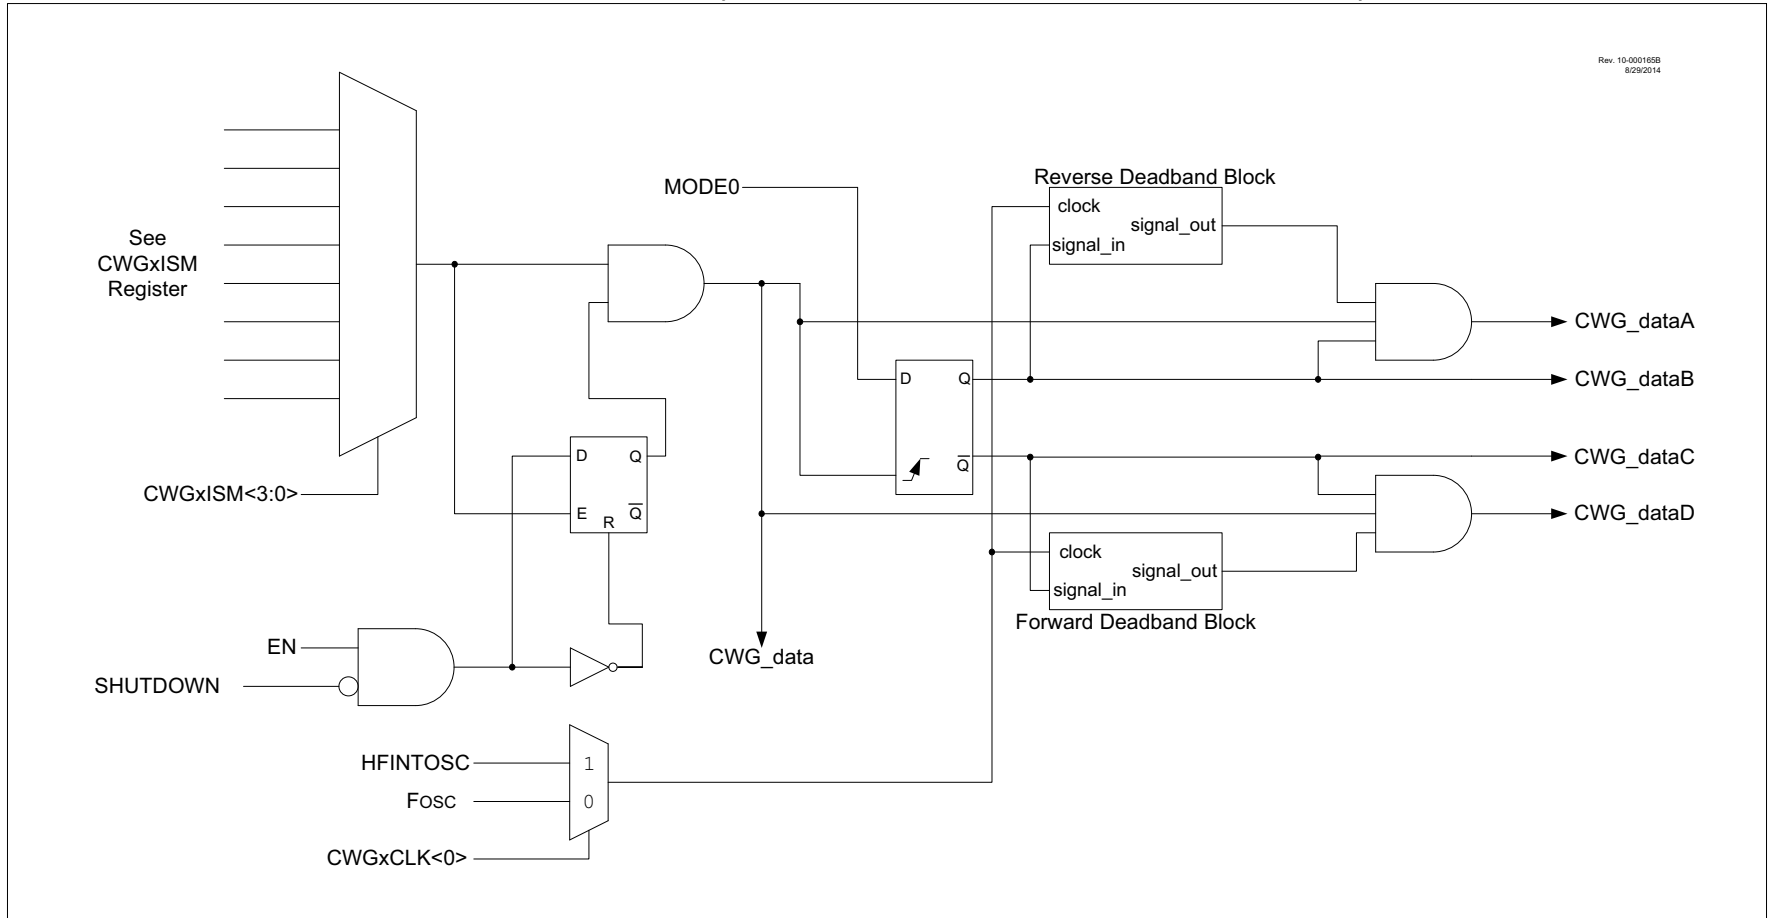 Rev. 10-000165B
8/29/2014
See
CWGxISM
Register
CWGxISM<3:0>
MODE0
Reverse Deadband Block
clock
signal_out
signal_in
D
Q
Q
D
Q
E
R
Q
CWG_dataA
CWG_dataB
CWG_dataC
CWG_dataD
clock
signal_out
signal_in
Forward Deadband Block
EN
SHUTDOWN
CWG_data
HFINTOSC
1
FOSC
0
CWGxCLK<0>